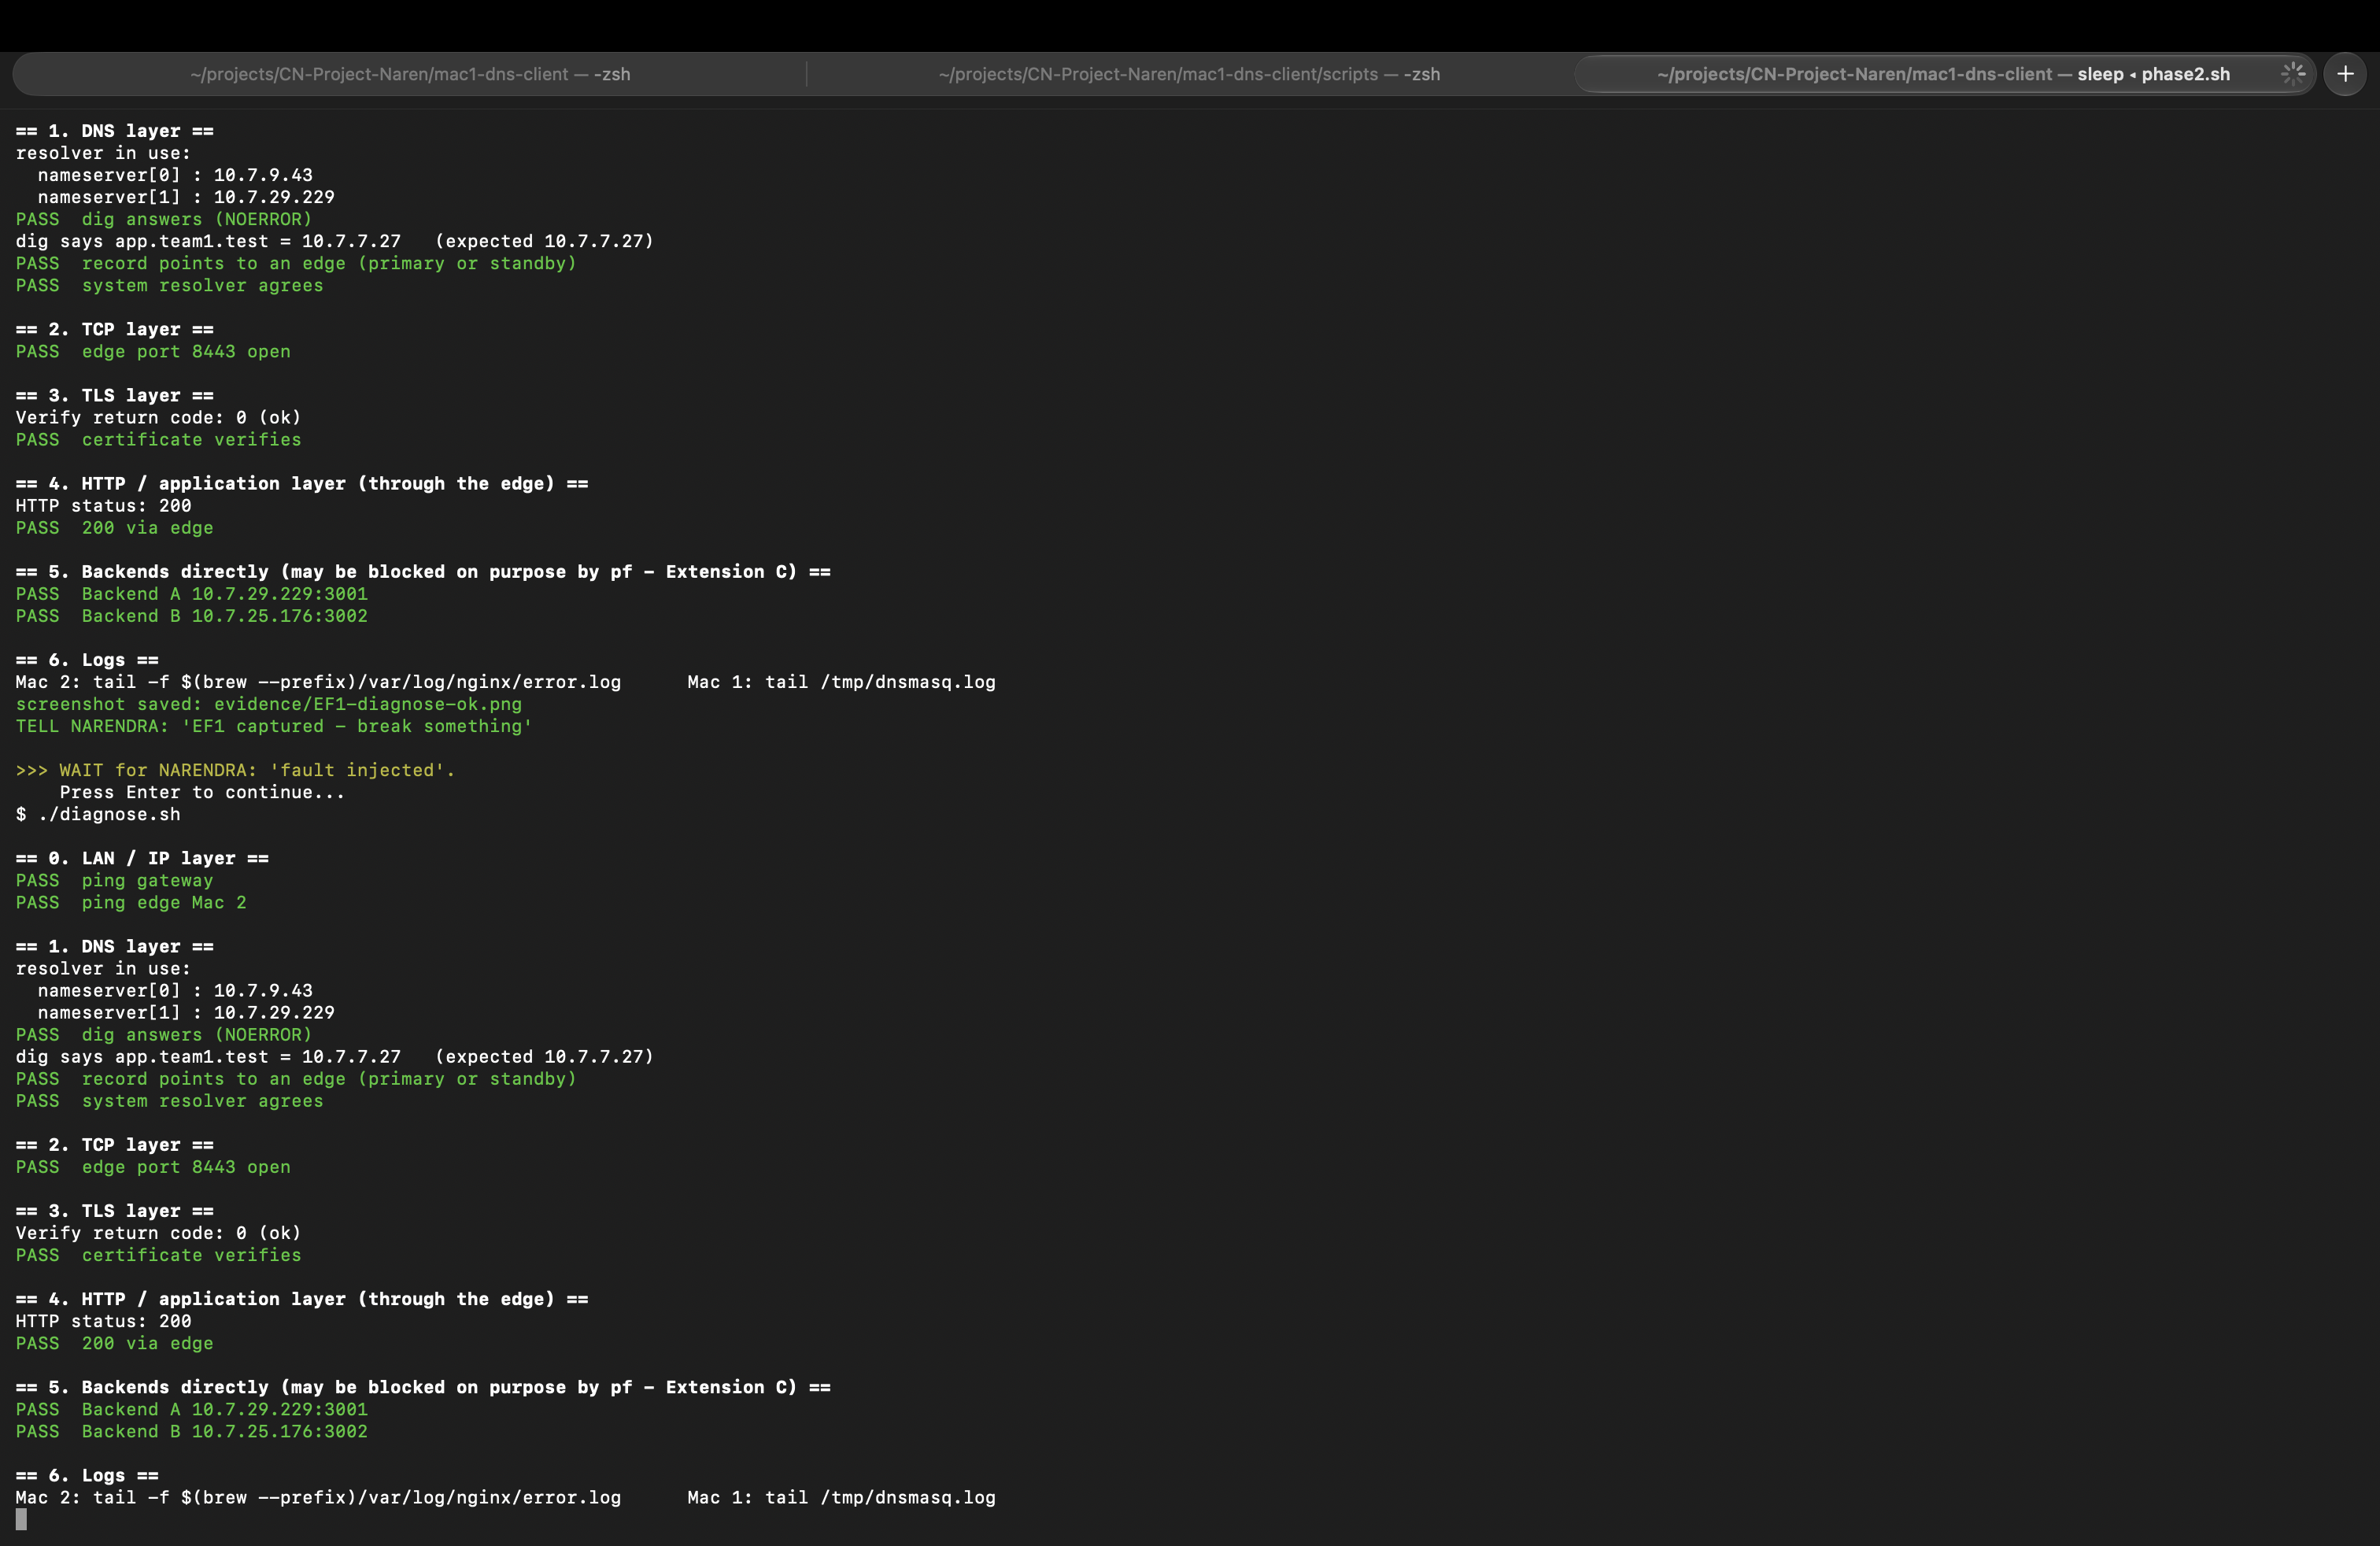 ~/projects/CN-Project-Naren/mac1-dns-client — -zsh
~/projects/CN-Project-Naren/mac1-dns-client/scripts — -zsh
~/projects/CN-Project-Naren/mac1-dns-client — sleep ◂ phase2.sh
+
== 1. DNS layer ==
resolver in use:
  nameserver[0] : 10.7.9.43
  nameserver[1] : 10.7.29.229
PASS  dig answers (NOERROR)
dig says app.team1.test = 10.7.7.27   (expected 10.7.7.27)
PASS  record points to an edge (primary or standby)
PASS  system resolver agrees

== 2. TCP layer ==
PASS  edge port 8443 open

== 3. TLS layer ==
Verify return code: 0 (ok)
PASS  certificate verifies

== 4. HTTP / application layer (through the edge) ==
HTTP status: 200
PASS  200 via edge

== 5. Backends directly (may be blocked on purpose by pf – Extension C) ==
PASS  Backend A 10.7.29.229:3001
PASS  Backend B 10.7.25.176:3002

== 6. Logs ==
Mac 2: tail -f $(brew --prefix)/var/log/nginx/error.log      Mac 1: tail /tmp/dnsmasq.log
screenshot saved: evidence/EF1-diagnose-ok.png
TELL NARENDRA: 'EF1 captured – break something'

>>> WAIT for NARENDRA: 'fault injected'.
    Press Enter to continue...
$ ./diagnose.sh

== 0. LAN / IP layer ==
PASS  ping gateway
PASS  ping edge Mac 2

== 1. DNS layer ==
resolver in use:
  nameserver[0] : 10.7.9.43
  nameserver[1] : 10.7.29.229
PASS  dig answers (NOERROR)
dig says app.team1.test = 10.7.7.27   (expected 10.7.7.27)
PASS  record points to an edge (primary or standby)
PASS  system resolver agrees

== 2. TCP layer ==
PASS  edge port 8443 open

== 3. TLS layer ==
Verify return code: 0 (ok)
PASS  certificate verifies

== 4. HTTP / application layer (through the edge) ==
HTTP status: 200
PASS  200 via edge

== 5. Backends directly (may be blocked on purpose by pf – Extension C) ==
PASS  Backend A 10.7.29.229:3001
PASS  Backend B 10.7.25.176:3002

== 6. Logs ==
Mac 2: tail -f $(brew --prefix)/var/log/nginx/error.log      Mac 1: tail /tmp/dnsmasq.log